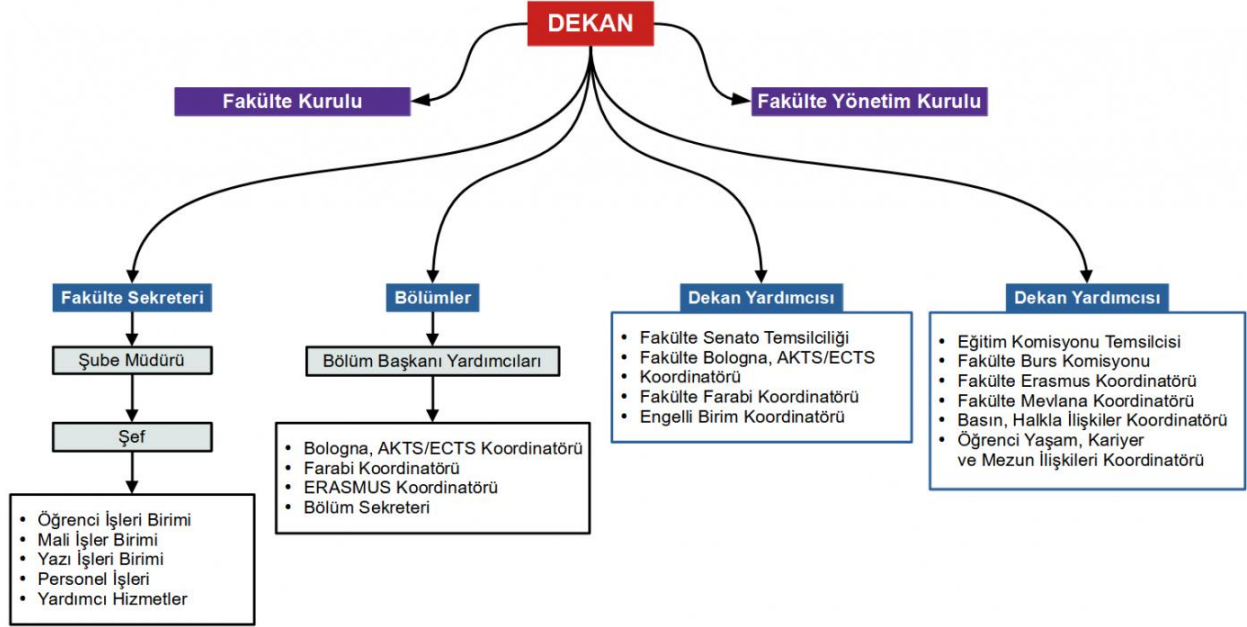 DEKAN
Fakülte Kurulu
Fakülte Yönetim Kurulu
Fakülte Sekreteri
Şube Müdürü
Şef
• Öğrenci İşleri Birimi
• Mali İşler Birimi
• Yazı İşleri Birimi
• Personel İşleri
• Yardımcı Hizmetler
Bölümler
Bölüm Başkanı Yardımcıları
• Bologna, AKTS/ECTS Koordinatörü
• Farabi Koordinatörü
• ERASMUS Koordinatörü
• Bölüm Sekreteri
Dekan Yardımcısı
• Fakülte Senato Temsilciliği
• Fakülte Bologna, AKTS/ECTS
• Koordinatörü
• Fakülte Farabi Koordinatörü
• Engelli Birim Koordinatörü
Dekan Yardımcısı
• Eğitim Komisyonu Temsilcisi
• Fakülte Burs Komisyonu
• Fakülte Erasmus Koordinatörü
• Fakülte Mevlana Koordinatörü
• Basın, Halkla İlişkiler Koordinatörü
• Öğrenci Yaşam, Kariyer
ve Mezun İlişkileri Koordinatörü